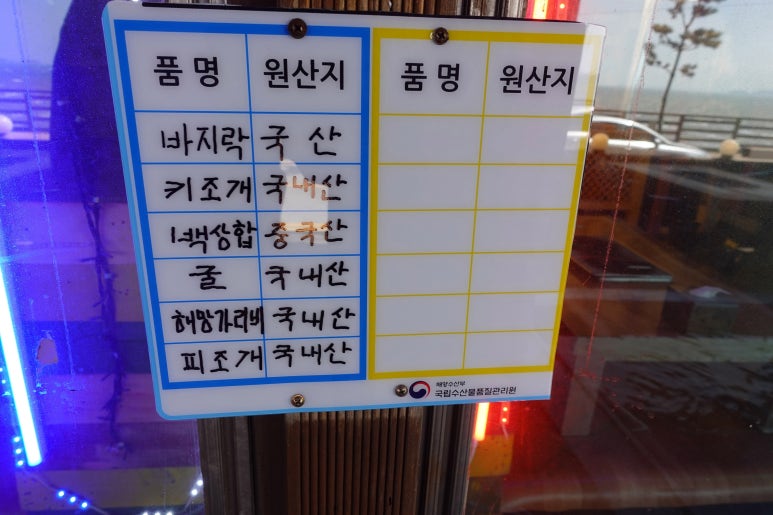 품명 원산지 품명 원산지
바지락 국산
키조개 국내산
백상합 중국산
굴 국내산
해망가리비 국내산
피조개 국내산
해양수산부
국립수산물품질관리원